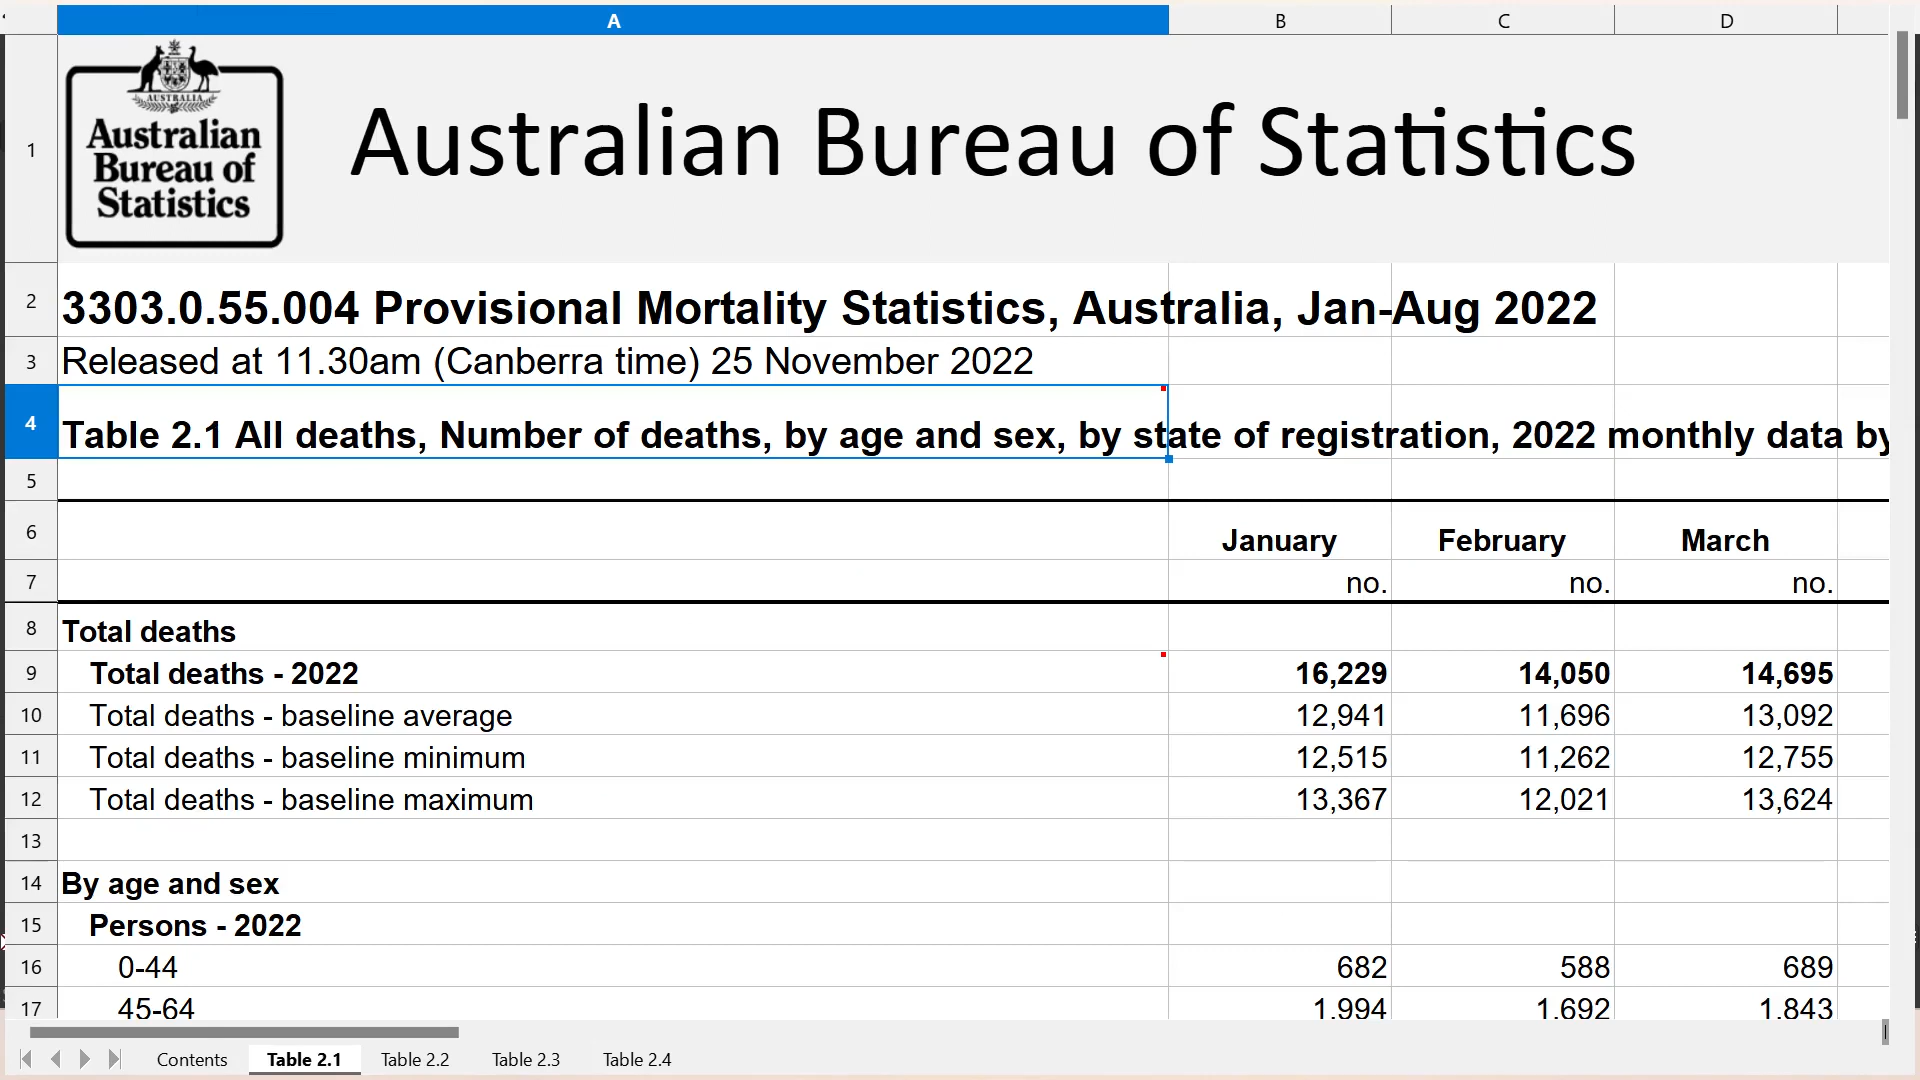 A B C D
1 AUSTRALIA
Australian
Bureau of
Statistics
Australian Bureau of Statistics
2 3303.0.55.004 Provisional Mortality Statistics, Australia, Jan-Aug 2022
3 Released at 11.30am (Canberra time) 25 November 2022
4 Table 2.1 All deaths, Number of deaths, by age and sex, by state of registration, 2022 monthly data by
5
6 January February March
7 no. no. no.
8 Total deaths
9 Total deaths - 2022 16,229 14,050 14,695
10 Total deaths - baseline average 12,941 11,696 13,092
11 Total deaths - baseline minimum 12,515 11,262 12,755
12 Total deaths - baseline maximum 13,367 12,021 13,624
13
14 By age and sex
15 Persons - 2022
16 0-44 682 588 689
17 45-64 1,994 1,692 1,843
Contents Table 2.1 Table 2.2 Table 2.3 Table 2.4